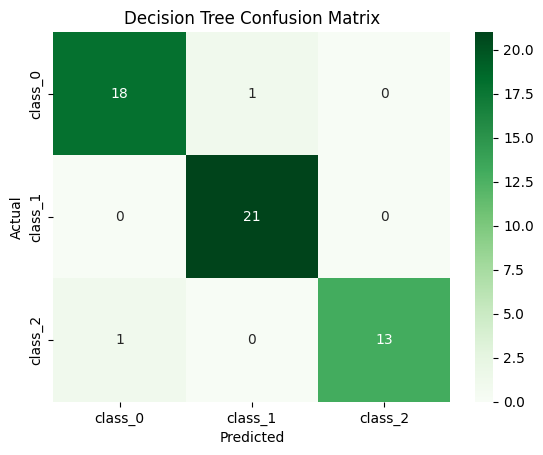 Decision Tree Confusion Matrix
class_0
18
1
0
class_1
0
21
0
class_2
1
0
13
Actual
class_0
class_1
class_2
Predicted
20.0
17.5
15.0
12.5
10.0
7.5
5.0
2.5
0.0